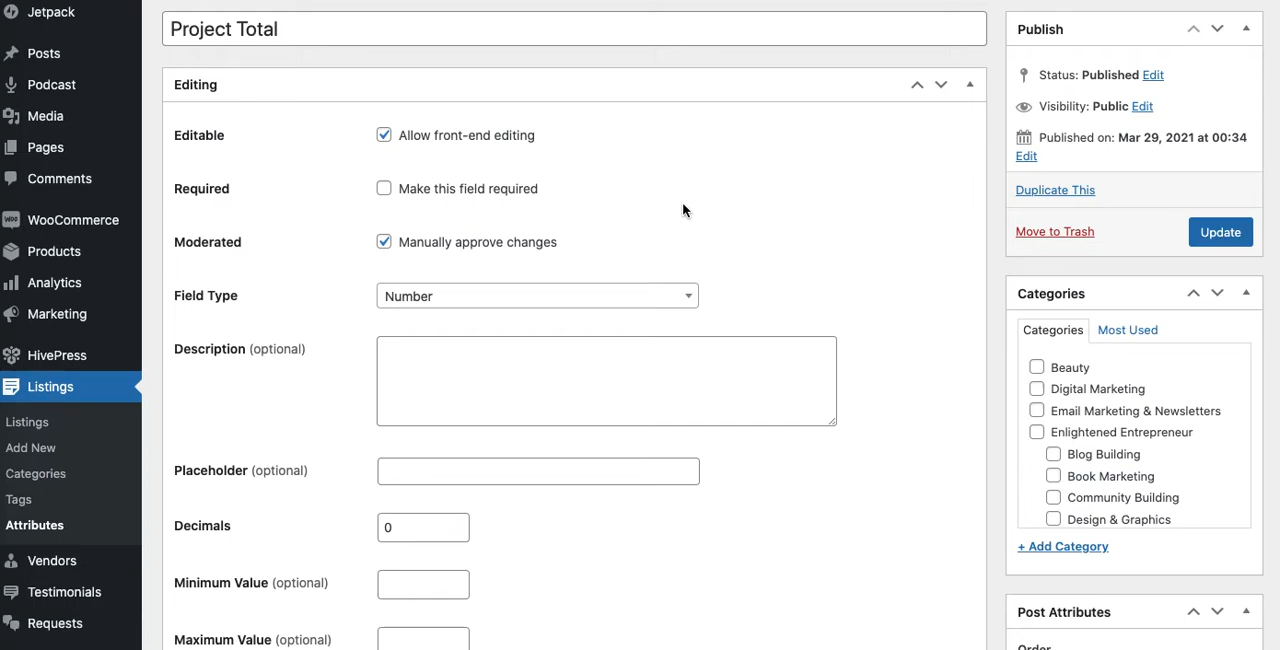 Jetpack
Posts
Podcast
Media
Pages
Comments
WooCommerce
Products
Analytics
Marketing
HivePress
Listings
Listings
Add New
Categories
Tags
Attributes
Vendors
Testimonials
Requests
Project Total
Editing
Editable
Allow front-end editing
Required
Make this field required
Moderated
Manually approve changes
Field Type
Number
Description (optional)
Placeholder (optional)
Decimals
0
Minimum Value (optional)
Maximum Value (optional)
Publish
Status: Published Edit
Visibility: Public Edit
Published on: Mar 29, 2021 at 00:34
Edit
Duplicate This
Move to Trash
Update
Categories
Categories
Most Used
Beauty
Digital Marketing
Email Marketing & Newsletters
Enlightened Entrepreneur
Blog Building
Book Marketing
Community Building
Design & Graphics
+ Add Category
Post Attributes
Order